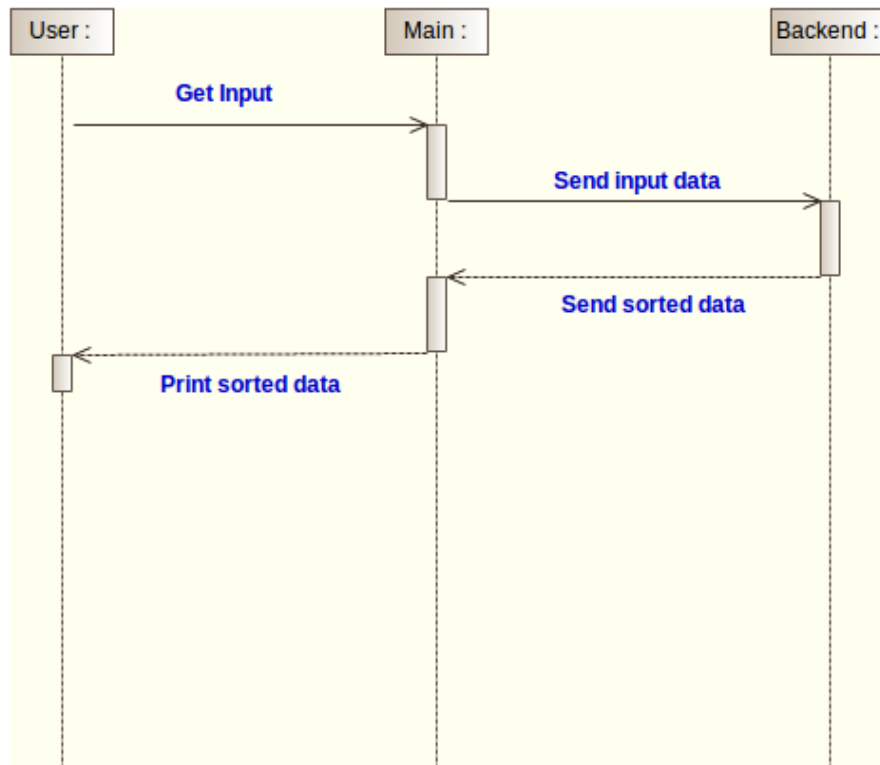 User :
Main :
Backend :
Get Input
Send input data
Send sorted data
Print sorted data